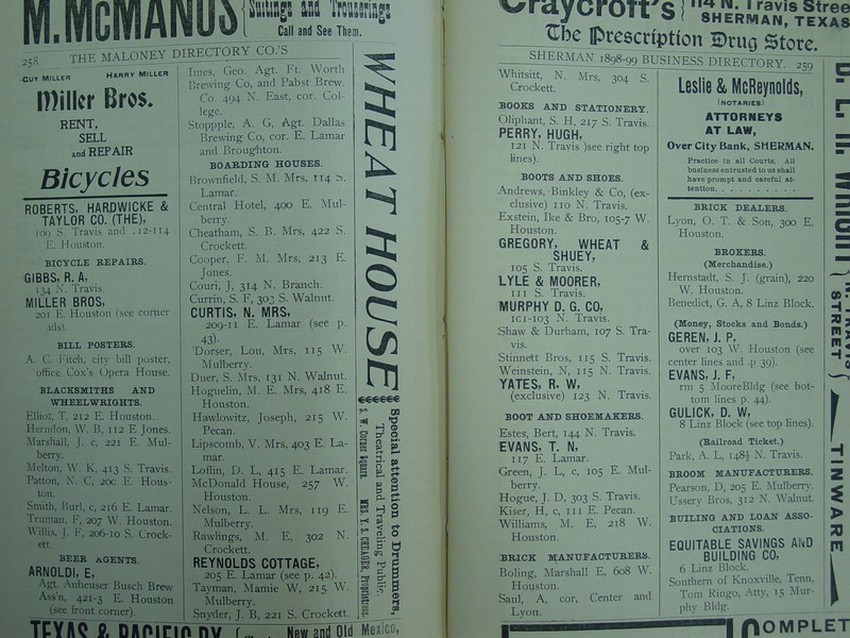 M. McMANUS
Suitings and Trouserings
Call and See Them.
258 THE MALONEY DIRECTORY CO.'S
GUY MILLER HARRY MILLER
Miller Bros.
RENT,
SELL
and REPAIR
Bicycles
ROBERTS, HARDWICKE &
TAYLOR CO. (THE),
109 S. Travis and 112-114
E. Houston.
BICYCLE REPAIRS.
GIBBS, R. A,
134 N. Travis.
MILLER BROS,
201 E. Houston (see corner
ads).
BILL POSTERS.
A. C. Fitch, city bill poster,
office Cox's Opera House.
BLACKSMITHS AND
WHEELWRIGHTS.
Elliot, T. 212 E. Houston.
Herndon, W B, 112 E Jones.
Marshall, J c, 221 E. Mul-
berry.
Melton, W. K, 413 S. Travis.
Patton, N. C, 200 E. Hous-
ton.
Smith, Burl, c, 216 E. Lamar.
Truman, F, 207 W. Houston.
Willis, J. F, 206-10 S. Crock-
ett.
BEER AGENTS.
ARNOLDI, E,
Agt. Anheuser Busch Brew
Ass'n, 421-3 E. Houston
(see front corner).
Imes, Geo. Agt. Ft. Worth
Brewing Co, and Pabst Brew.
Co. 494 N. East, cor. Col-
lege.
Stoppple, A. G, Agt. Dallas
Brewing Co, cor. E. Lamar
and Broughton.
BOARDING HOUSES.
Brownfield, S. M. Mrs, 114 S.
Lamar.
Central Hotel, 400 E. Mul-
berry.
Cheatham, S. B. Mrs, 422 S.
Crockett.
Cooper, F. M. Mrs, 213 E.
Jones.
Couri, J, 314 N. Branch.
Currin, S. F, 303 S. Walnut.
CURTIS, N. MRS,
209-11 E. Lamar (see p.
43).
Dorser, Lou, Mrs, 115 W.
Mulberry.
Duer, S. Mrs, 131 N. Walnut.
Hoguelin, M. E. Mrs, 418 E.
Houston.
Hawlowitz, Joseph, 215 W.
Pecan.
Lipscomb, V. Mrs, 403 E. La-
mar.
Loflin, D. L, 415 E. Lamar.
McDonald House, 257 W.
Houston.
Nelson, L. L. Mrs, 119 E.
Mulberry.
Rawlings, M. E, 302 N.
Crockett.
REYNOLDS COTTAGE,
205 E. Lamar (see p. 42).
Tayman, Mamie W, 215 W.
Mulberry.
Snyder, J. B, 221 S. Crockett.
WHEAT HOUSE
Special attention to Drummers,
Theatrical and Traveling Public.
S. W. Corner Square. MRS. T. S. CREAGER, Proprietress.
TEXAS & PACIFIC RY.
New and Old Mexico,
Craycroft's
114 N. Travis Street
SHERMAN, TEXAS
The Prescription Drug Store.
SHERMAN 1898-99 BUSINESS DIRECTORY. 259
Whitsitt, N. Mrs, 304 S.
Crockett.
BOOKS AND STATIONERY.
Oliphant, S. H, 217 S. Travis.
PERRY, HUGH,
121 N. Travis )see right top
lines).
BOOTS AND SHOES.
Andrews, Binkley & Co, (ex-
clusive) 110 N. Travis.
Exstein, Ike & Bro, 105-7 W.
Houston.
GREGORY, WHEAT &
SHUEY,
105 S. Travis.
LYLE & MOORER,
111 S. Travis.
MURPHY D. G. CO,
101-103 N. Travis.
Shaw & Durham, 107 S. Tra-
vis.
Stinnett Bros, 115 S. Travis.
Weinstein, N, 115 N. Travis.
YATES, R. W,
(exclusive) 123 N. Travis.
BOOT AND SHOEMAKERS.
Estes, Bert, 144 N. Travis.
EVANS, T. N,
117 E. Lamar.
Green, J. L, c, 105 E. Mul-
berry.
Hogue, J. D, 303 S. Travis.
Kiser, H, c, 111 E. Pecan.
Williams, M. E, 218 W.
Houston.
BRICK MANUFACTURERS.
Boling, Marshall E, 608 W.
Houston.
Saul, A, cor, Center and
Lyon.
Leslie & McReynolds,
(NOTARIES)
ATTORNEYS
AT LAW,
Over City Bank, SHERMAN.
Practice in all Courts. All
business entrusted to us shall
have prompt and careful at-
tention. . . . . . . . . . .
BRICK DEALERS.
Lyon, O. T. & Son, 300 E.
Houston.
BROKERS.
(Merchandise.)
Hernstadt, S. J. (grain), 220
W. Houston.
Benedict, G. A, 8 Linz Block.
(Money, Stocks and Bonds.)
GEREN, J. P,
over 103 W. Houston (see
center lines and .p 39).
EVANS, J. F,
rm 5 MooreBldg (see bot-
tom lines p. 44).
GULICK, D. W,
8 Linz Block (see top lines).
(Railroad Ticket.)
Park, A. L, 148½ N. Travis.
BROOM MANUFACTURERS.
Pearson, D, 205 E. Mulberry.
Ussery Bros, 312 N. Walnut.
BUILING AND LOAN ASSO-
CIATIONS.
EQUITABLE SAVINGS AND
BUILDING CO,
6 Linz Block.
Southern of Knoxville, Tenn,
Tom Ringo, Atty, 15 Mur-
phy Bldg.
WRIGHT
N. TRAVIS
STREET
TINWARE